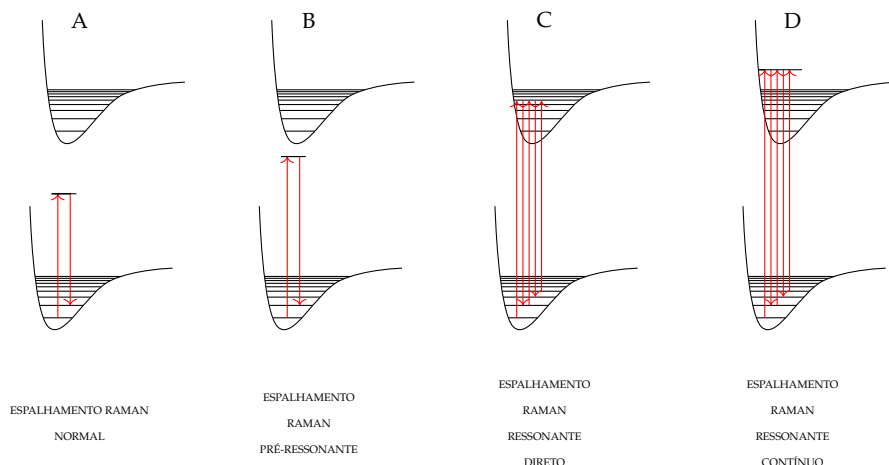 A
B
C
D
ESPALHAMENTO RAMAN
NORMAL
ESPALHAMENTO
RAMAN
PRÉ-RESSONANTE
ESPALHAMENTO
RAMAN
RESSONANTE
DIRETO
ESPALHAMENTO
RAMAN
RESSONANTE
CONTÍNUO